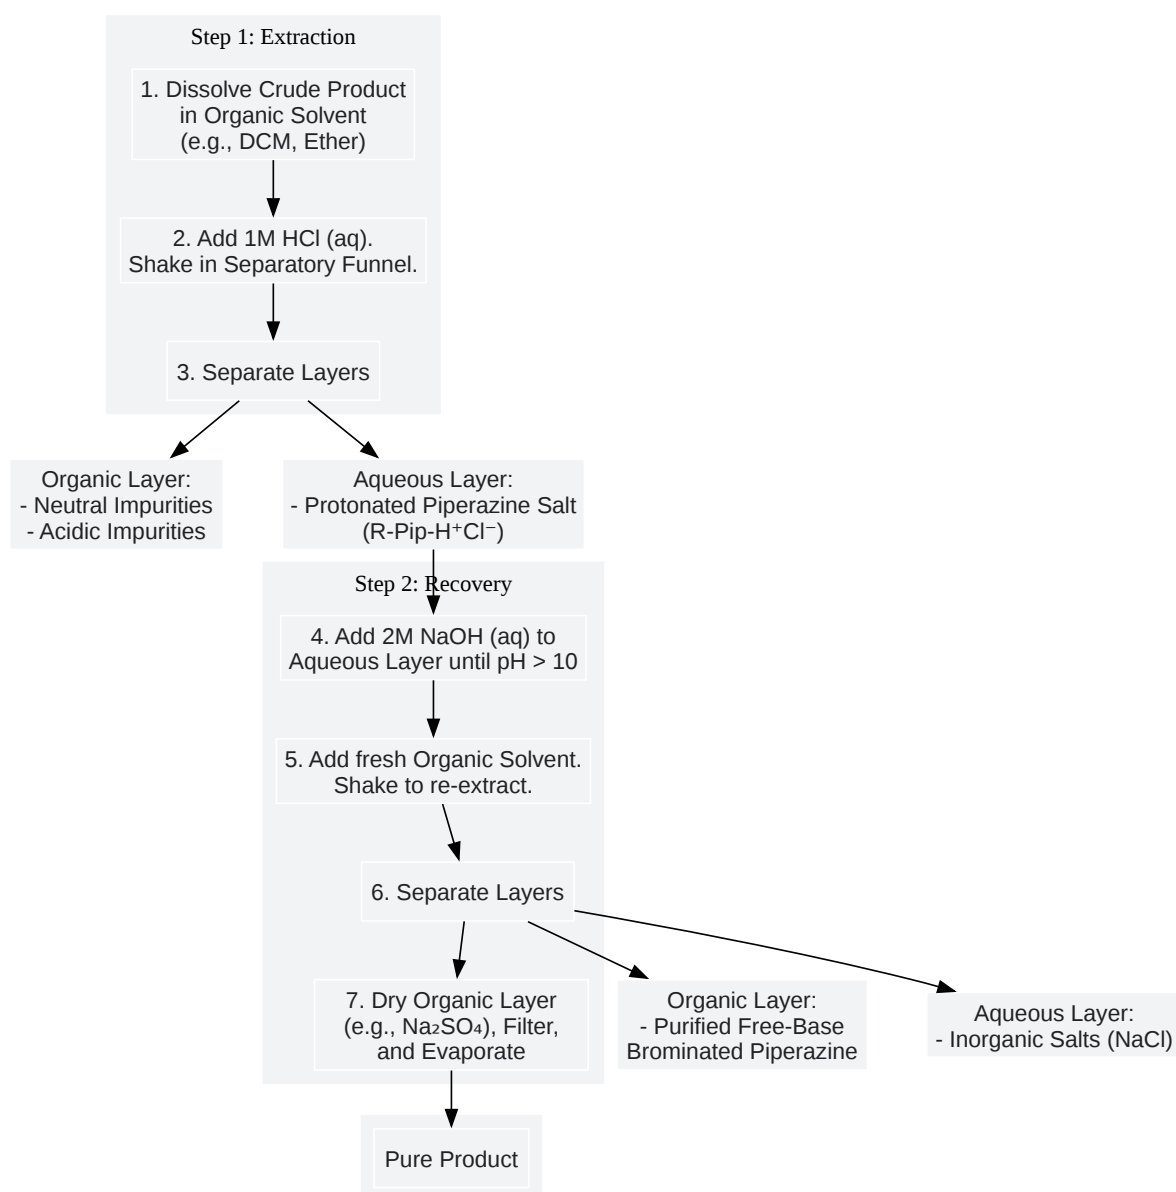 Step 1: Extraction
1. Dissolve Crude Product
in Organic Solvent
(e.g., DCM, Ether)
2. Add 1M HCl (aq).
Shake in Separatory Funnel.
3. Separate Layers
Organic Layer:
- Neutral Impurities
- Acidic Impurities
Aqueous Layer:
- Protonated Piperazine Salt
(R-Pip-H⁺Cl⁻)
Step 2: Recovery
4. Add 2M NaOH (aq) to
Aqueous Layer until pH > 10
5. Add fresh Organic Solvent.
Shake to re-extract.
6. Separate Layers
7. Dry Organic Layer
(e.g., Na₂SO₄), Filter,
and Evaporate
Organic Layer:
- Purified Free-Base
Brominated Piperazine
Aqueous Layer:
- Inorganic Salts (NaCl)
Pure Product